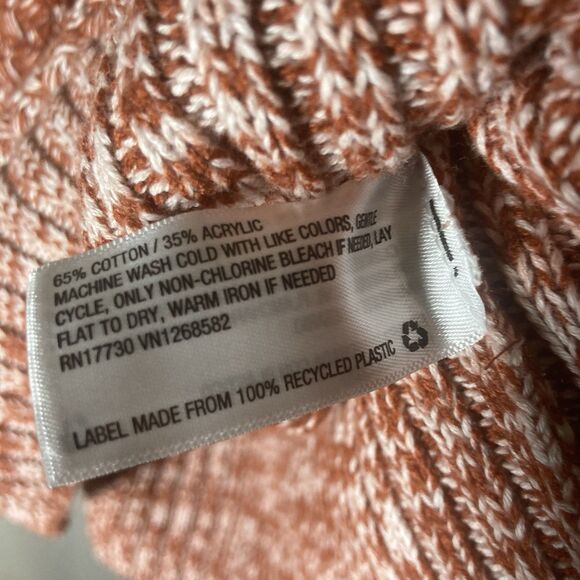 65% COTTON / 35% ACRYLIC
MACHINE WASH COLD WITH LIKE COLORS, GENTLE
CYCLE, ONLY NON-CHLORINE BLEACH IF NEEDED, LAY
FLAT TO DRY, WARM IRON IF NEEDED
RN17730 VN1268582
LABEL MADE FROM 100% RECYCLED PLASTIC